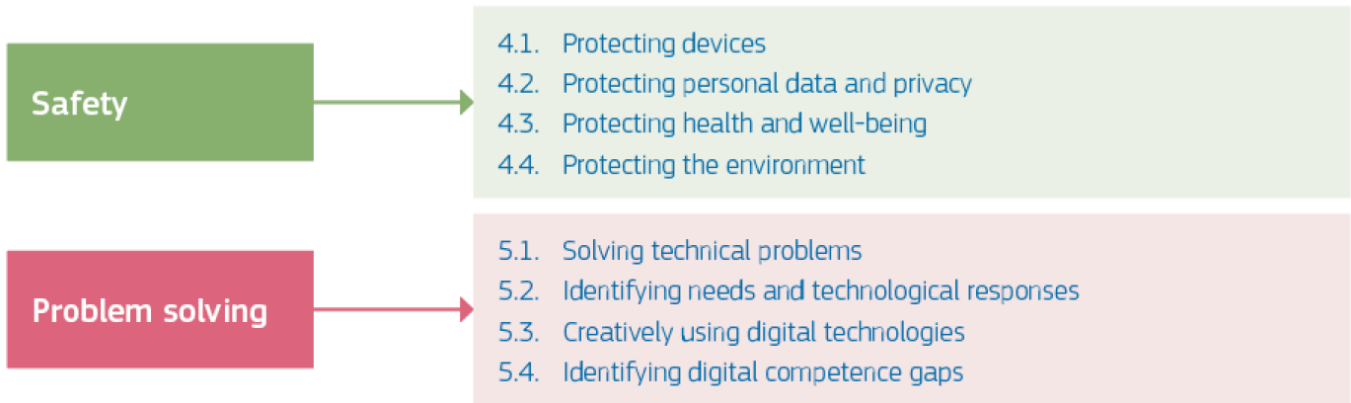 Safety
4.1. Protecting devices
4.2. Protecting personal data and privacy
4.3. Protecting health and well-being
4.4. Protecting the environment
Problem solving
5.1. Solving technical problems
5.2. Identifying needs and technological responses
5.3. Creatively using digital technologies
5.4. Identifying digital competence gaps